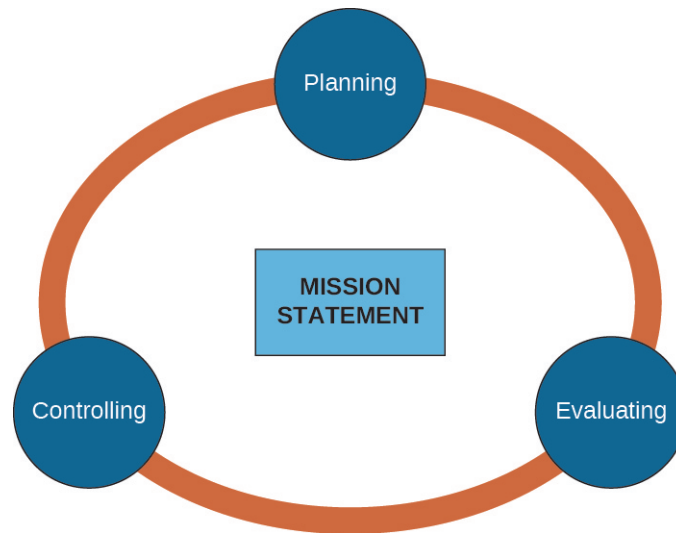 Planning
MISSION
STATEMENT
Controlling
Evaluating